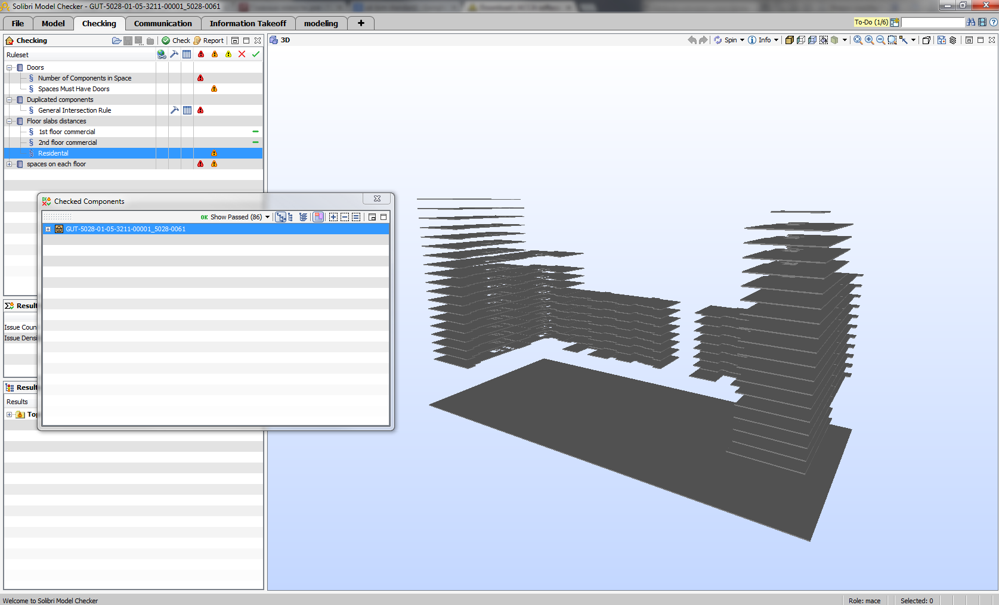 Solibri Model Checker - GUT-5028-01-05-3211-00001_5028-0061
File Model Checking Communication Information Takeoff modeling +
To-Do (1/6)
Checking Check Report
3D Spin Info
Ruleset
Doors
Number of Components in Space
Spaces Must Have Doors
Duplicated components
General Intersection Rule
Floor slabs distances
1st floor commercial
2nd floor commercial
Residental
spaces on each floor
Checked Components
OK Show Passed (86)
GUT-5028-01-05-3211-00001_5028-0061
Result
Issue Coun
Issue Densi
Result
Results
Top
Welcome to Solibri Model Checker
Role: mace
Selected: 0